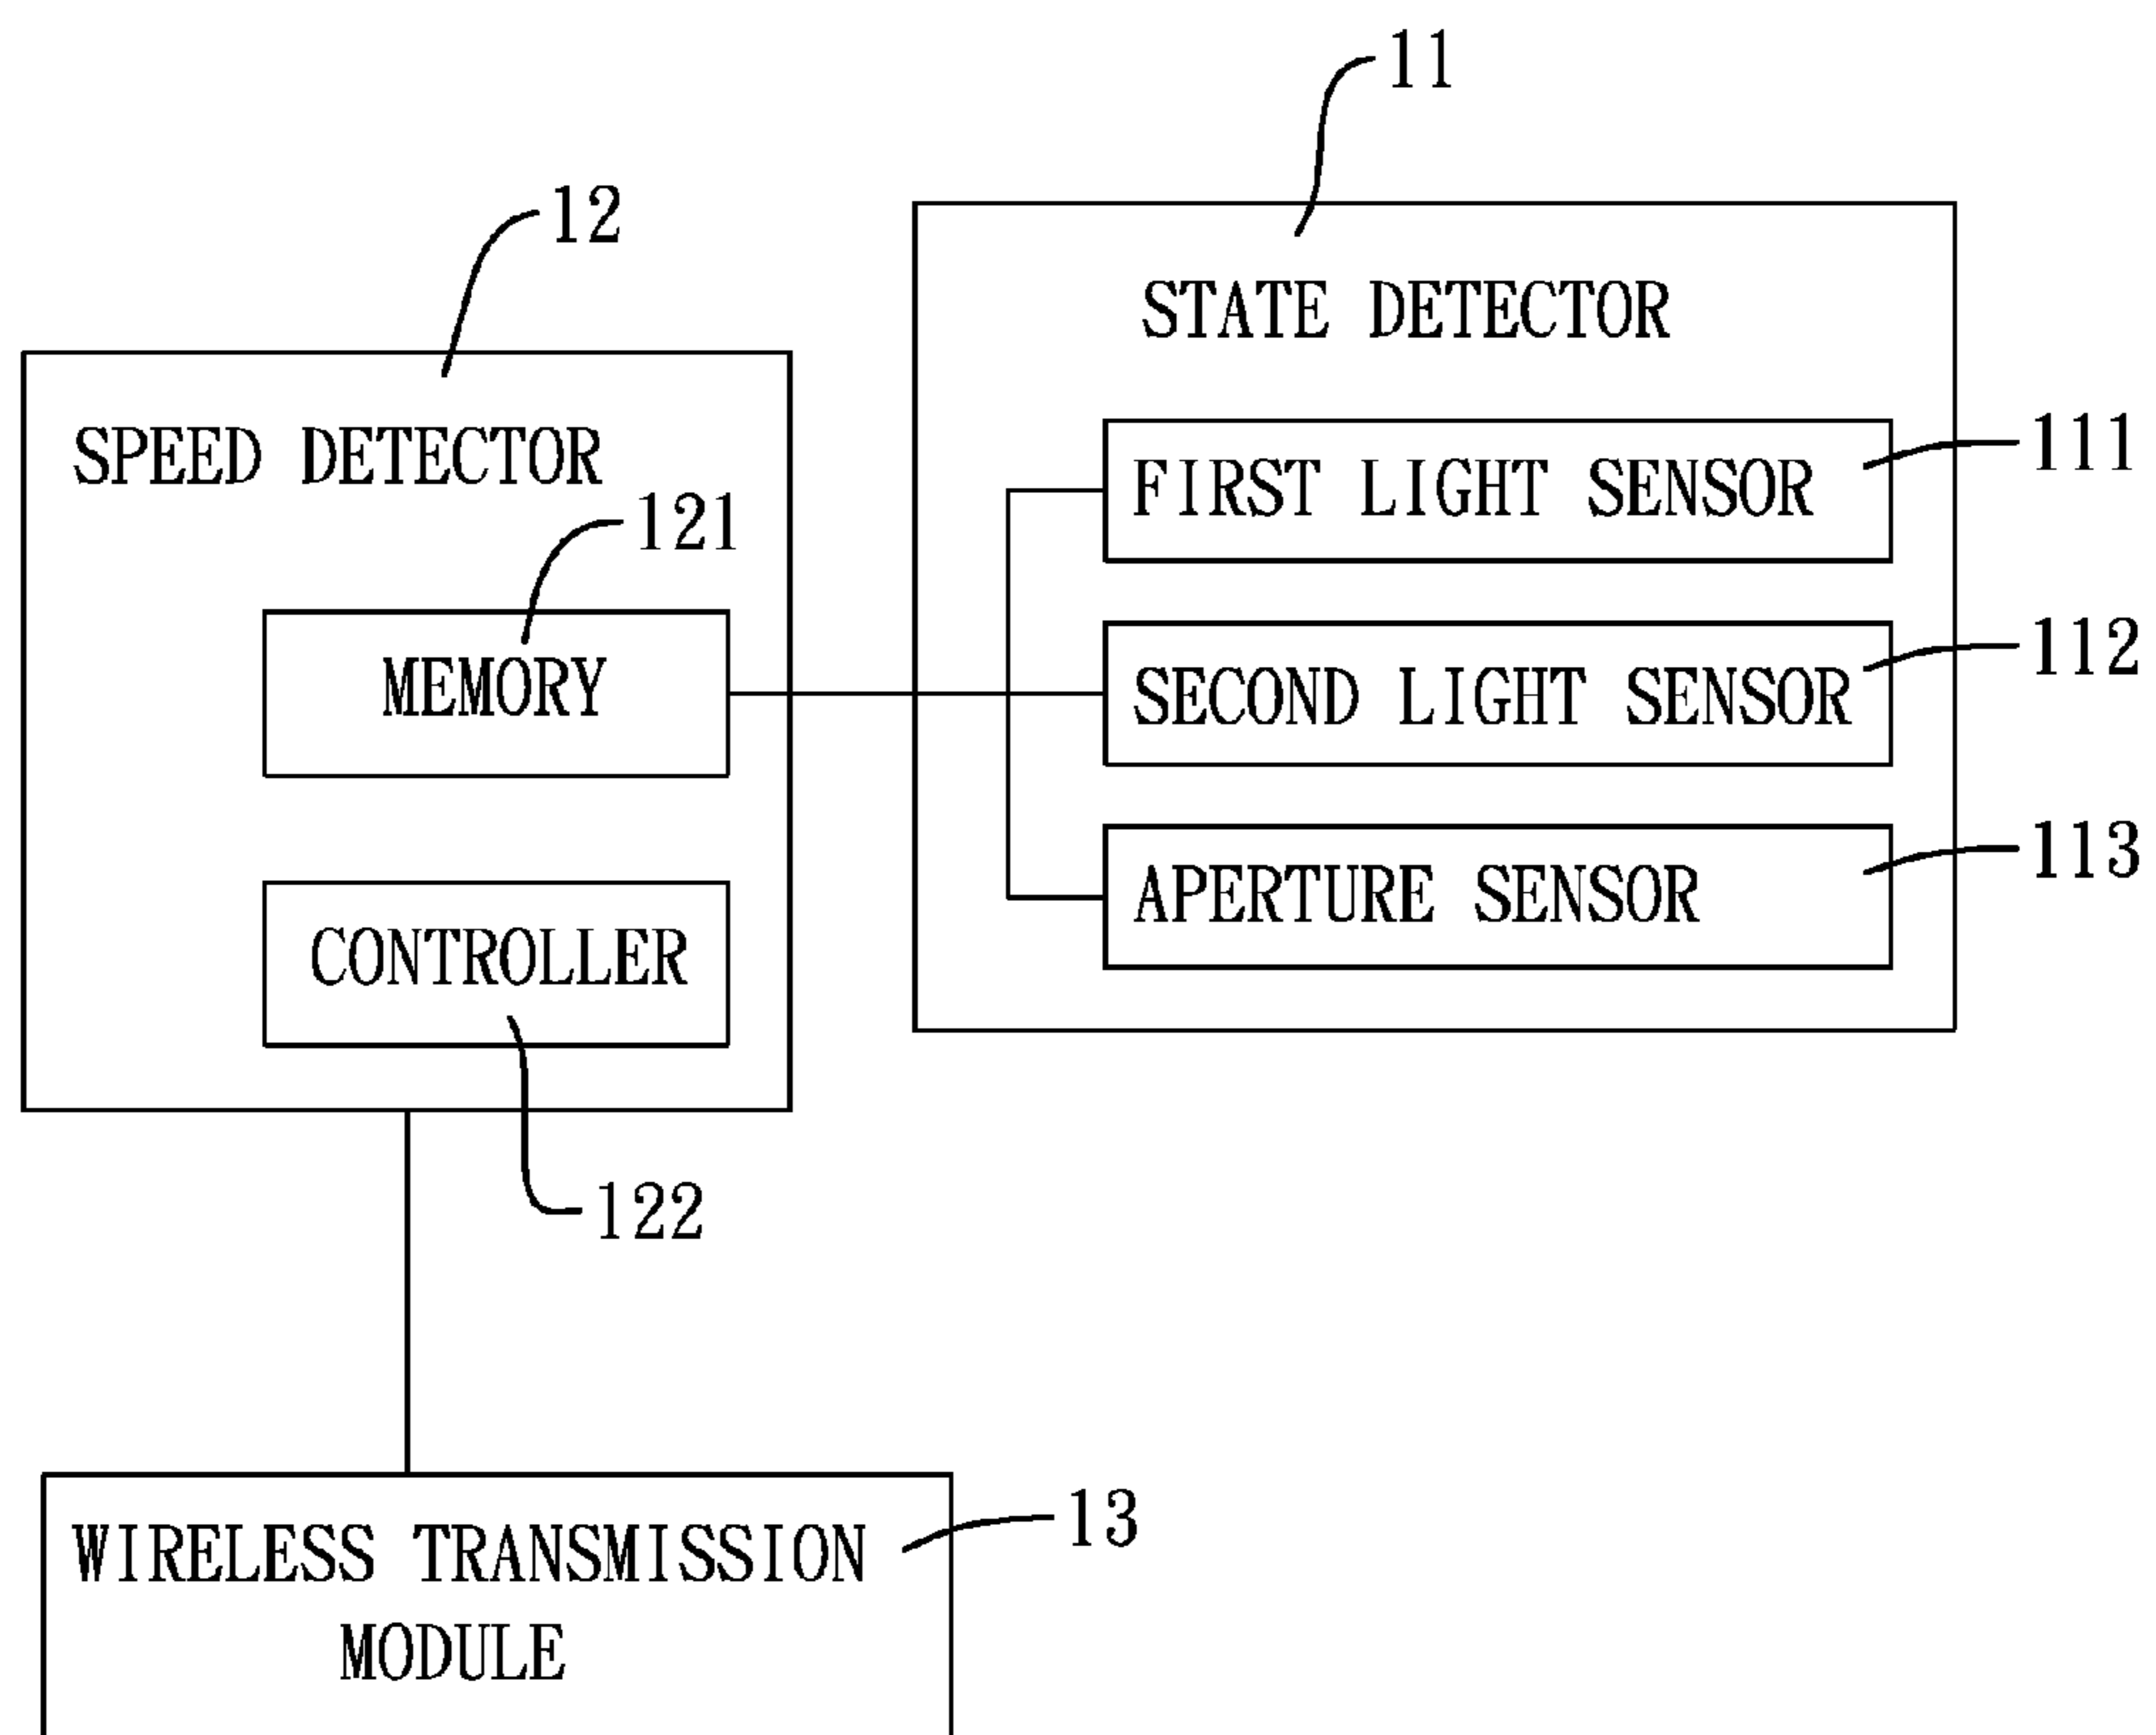 11
12
STATE DETECTOR
SPEED DETECTOR
111
FIRST LIGHT SENSOR
121
112
MEMORY
SECOND LIGHT SENSOR
113
APERTURE SENSOR
CONTROLLER
122
13
WIRELESS TRANSMISSION
MODULE